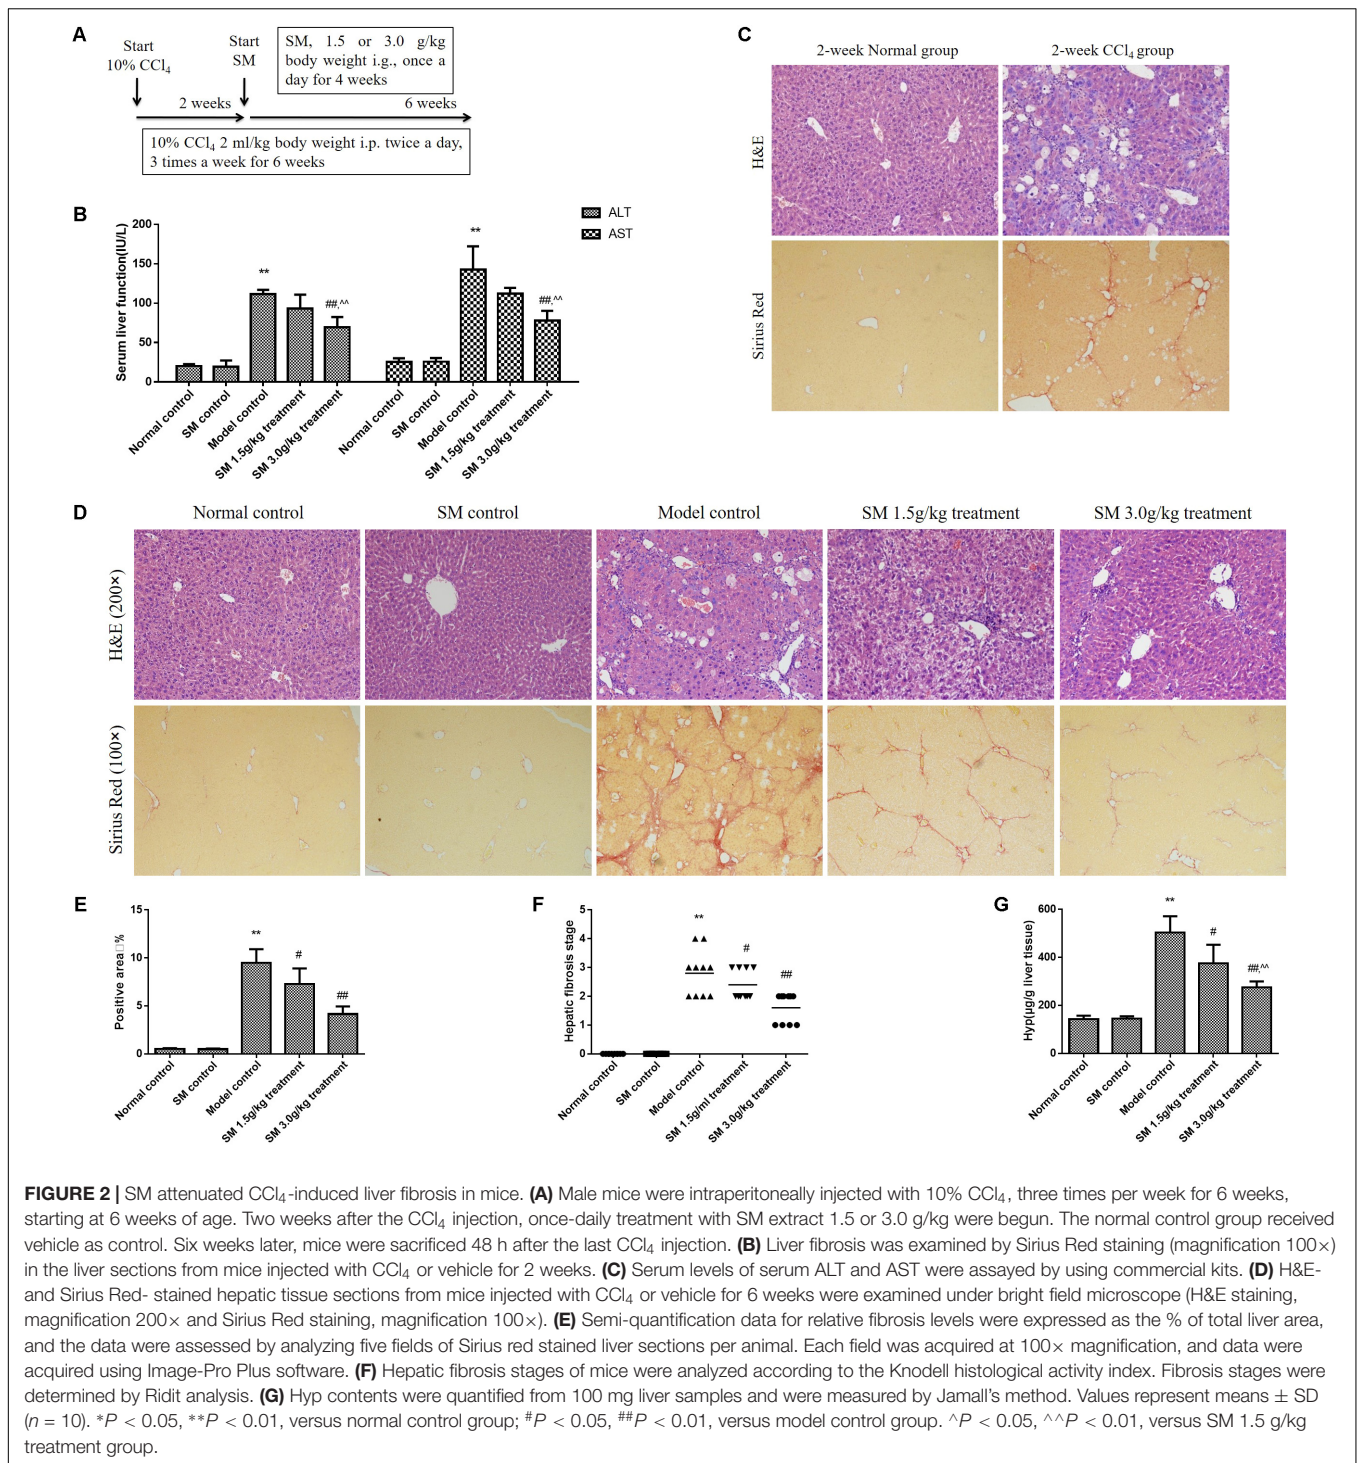 A
Start
10% CCl₄
Start
SM
SM, 1.5 or 3.0 g/kg
body weight i.g., once a
day for 4 weeks
2 weeks
6 weeks
10% CCl₄ 2 ml/kg body weight i.p. twice a day,
3 times a week for 6 weeks
B
ALT
AST
Serum liver function(IU/L)
200
150
100
50
0
**
##,^^
**
##,^^
Normal control
SM control
Model control
SM 1.5g/kg treatment
SM 3.0g/kg treatment
Normal control
SM control
Model control
SM 1.5g/kg treatment
SM 3.0g/kg treatment
C
2-week Normal group
2-week CCl₄ group
H&E
Sirius Red
D
Normal control
SM control
Model control
SM 1.5g/kg treatment
SM 3.0g/kg treatment
H&E (200×)
Sirius Red (100×)
E
Positive area□%
15
10
5
0
**
#
##
Normal control
SM control
Model control
SM 1.5g/kg treatment
SM 3.0g/kg treatment
F
Hepatic fibrosis stage
5
4
3
2
1
0
**
#
##
Normal control
SM control
Model control
SM 1.5g/ml treatment
SM 3.0g/kg treatment
G
Hyp(μg/g liver tissue)
600
400
200
0
**
#
##,^^
Normal control
SM control
Model control
SM 1.5g/kg treatment
SM 3.0g/kg treatment
FIGURE 2 | SM attenuated CCl₄-induced liver fibrosis in mice. (A) Male mice were intraperitoneally injected with 10% CCl₄, three times per week for 6 weeks,
starting at 6 weeks of age. Two weeks after the CCl₄ injection, once-daily treatment with SM extract 1.5 or 3.0 g/kg were begun. The normal control group received
vehicle as control. Six weeks later, mice were sacrificed 48 h after the last CCl₄ injection. (B) Liver fibrosis was examined by Sirius Red staining (magnification 100×)
in the liver sections from mice injected with CCl₄ or vehicle for 2 weeks. (C) Serum levels of serum ALT and AST were assayed by using commercial kits. (D) H&E-
and Sirius Red- stained hepatic tissue sections from mice injected with CCl₄ or vehicle for 6 weeks were examined under bright field microscope (H&E staining,
magnification 200× and Sirius Red staining, magnification 100×). (E) Semi-quantification data for relative fibrosis levels were expressed as the % of total liver area,
and the data were assessed by analyzing five fields of Sirius red stained liver sections per animal. Each field was acquired at 100× magnification, and data were
acquired using Image-Pro Plus software. (F) Hepatic fibrosis stages of mice were analyzed according to the Knodell histological activity index. Fibrosis stages were
determined by Ridit analysis. (G) Hyp contents were quantified from 100 mg liver samples and were measured by Jamall's method. Values represent means ± SD
(n = 10). *P < 0.05, **P < 0.01, versus normal control group; #P < 0.05, ##P < 0.01, versus model control group. ^P < 0.05, ^^P < 0.01, versus SM 1.5 g/kg
treatment group.